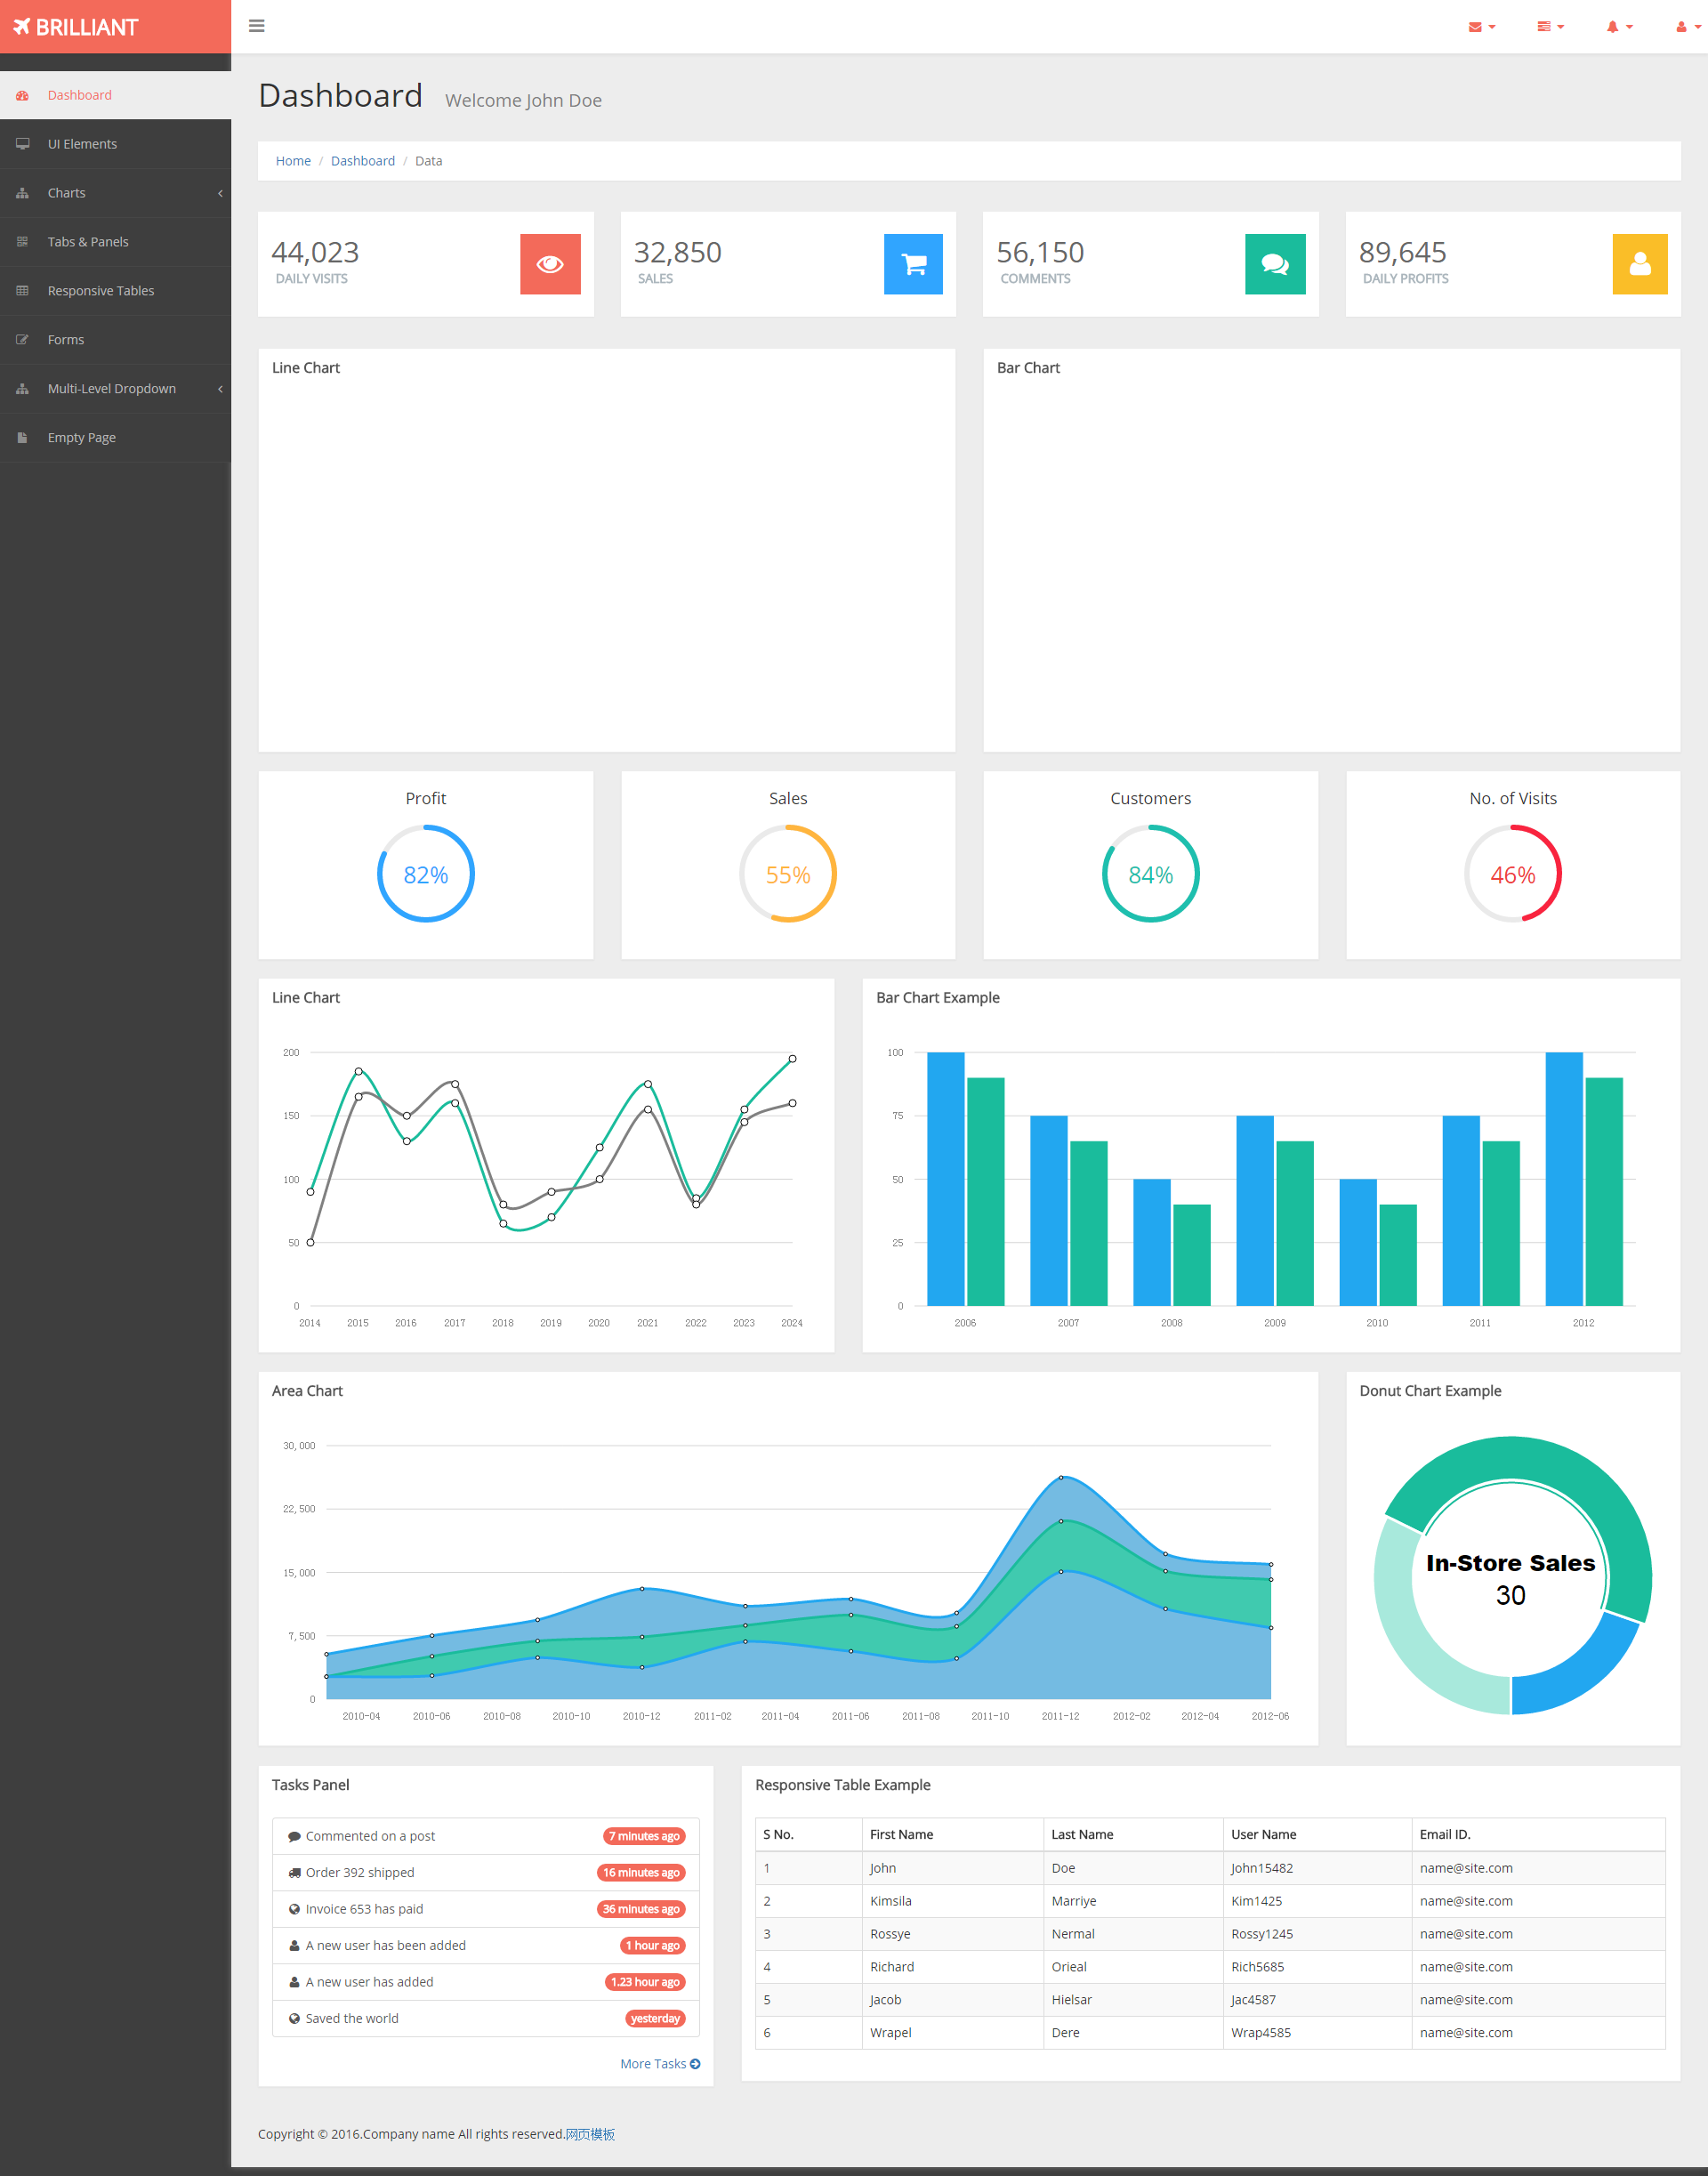 BRILLIANT
Dashboard
UI Elements
Charts
Tabs & Panels
Responsive Tables
Forms
Multi-Level Dropdown
Empty Page
Dashboard Welcome John Doe
Home / Dashboard / Data
44,023
DAILY VISITS
32,850
SALES
56,150
COMMENTS
89,645
DAILY PROFITS
Line Chart
Bar Chart
Profit
82%
Sales
55%
Customers
84%
No. of Visits
46%
Line Chart
200
150
100
50
0
2014 2015 2016 2017 2018 2019 2020 2021 2022 2023 2024
Bar Chart Example
100
75
50
25
0
2006 2007 2008 2009 2010 2011 2012
Area Chart
30,000
22,500
15,000
7,500
0
2010-04 2010-06 2010-08 2010-10 2010-12 2011-02 2011-04 2011-06 2011-08 2011-10 2011-12 2012-02 2012-04 2012-06
Donut Chart Example
In-Store Sales
30
Tasks Panel
Commented on a post 7 minutes ago
Order 392 shipped 16 minutes ago
Invoice 653 has paid 36 minutes ago
A new user has been added 1 hour ago
A new user has added 1.23 hour ago
Saved the world yesterday
More Tasks
Responsive Table Example
S No. First Name Last Name User Name Email ID.
1 John Doe John15482 name@site.com
2 Kimsila Marriye Kim1425 name@site.com
3 Rossye Nermal Rossy1245 name@site.com
4 Richard Orieal Rich5685 name@site.com
5 Jacob Hielsar Jac4587 name@site.com
6 Wrapel Dere Wrap4585 name@site.com
Copyright © 2016.Company name All rights reserved.网页模板